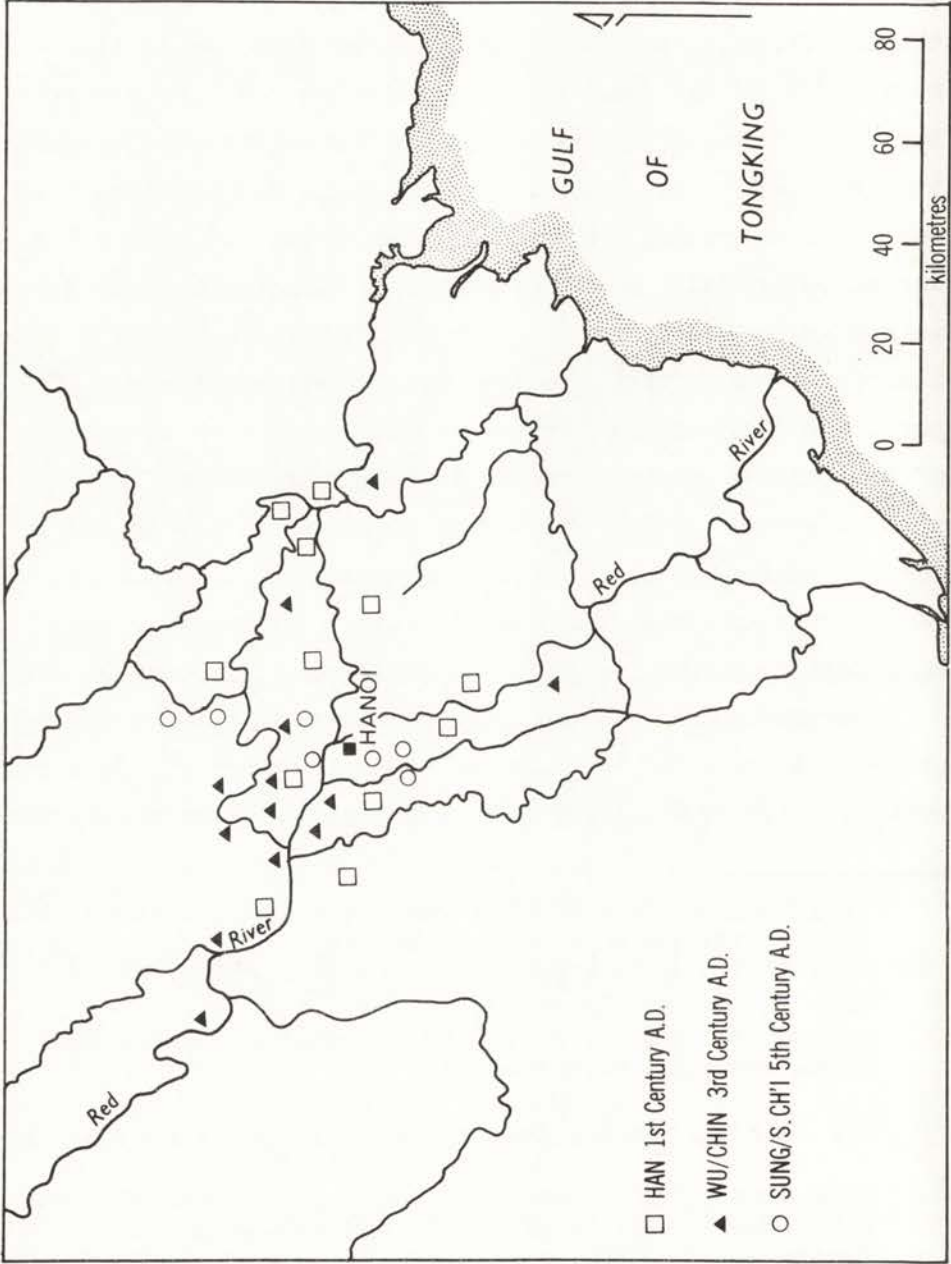 Red
River
HANOI
Red
River
GULF
OF
TONGKING
HAN 1st Century A.D.
WU/CHIN 3rd Century A.D.
SUNG/S. CH'I 5th Century A.D.
0 20 40 60 80
kilometres